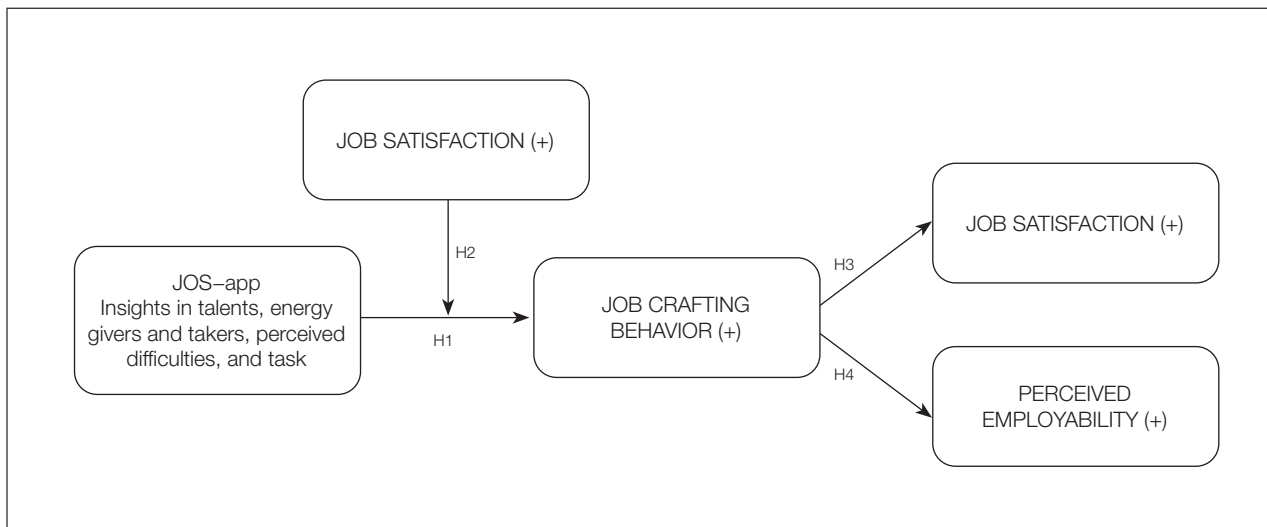 JOB SATISFACTION (+)
H2
JOS–app
Insights in talents, energy
givers and takers, perceived
difficulties, and task
H1
JOB CRAFTING
BEHAVIOR (+)
H3
JOB SATISFACTION (+)
H4
PERCEIVED
EMPLOYABILITY (+)